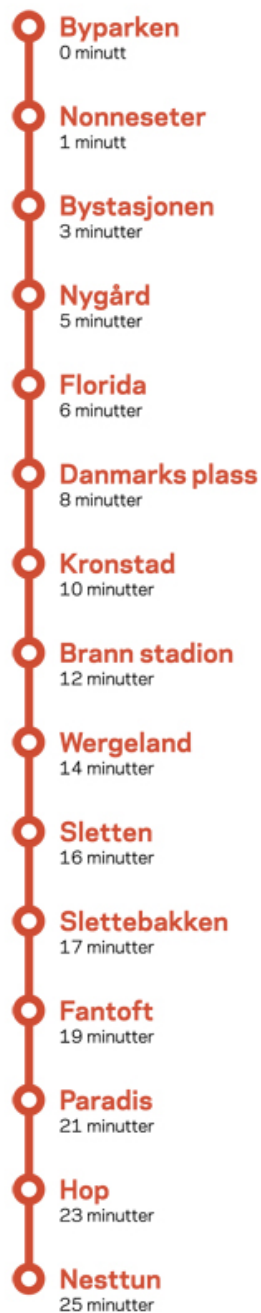 Byparken
0 minutt
Nonneseter
1 minutt
Bystasjonen
3 minutter
Nygård
5 minutter
Florida
6 minutter
Danmarks plass
8 minutter
Kronstad
10 minutter
Brann stadion
12 minutter
Wergeland
14 minutter
Sletten
16 minutter
Slettebakken
17 minutter
Fantoft
19 minutter
Paradis
21 minutter
Hop
23 minutter
Nesttun
25 minutter